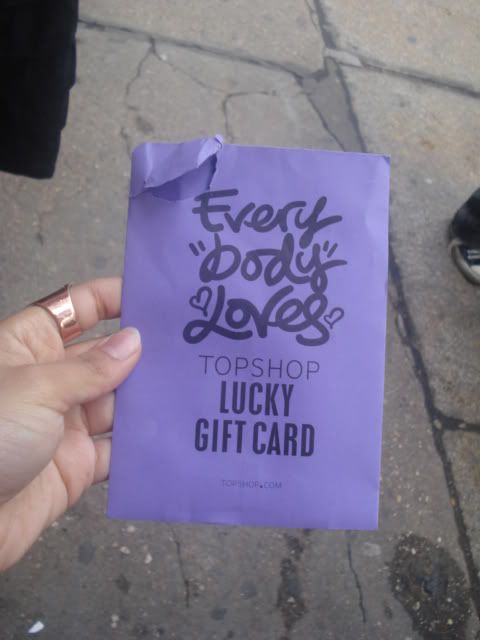 Every
"body"
Loves
TOPSHOP
LUCKY
GIFT CARD
TOPSHOP.COM